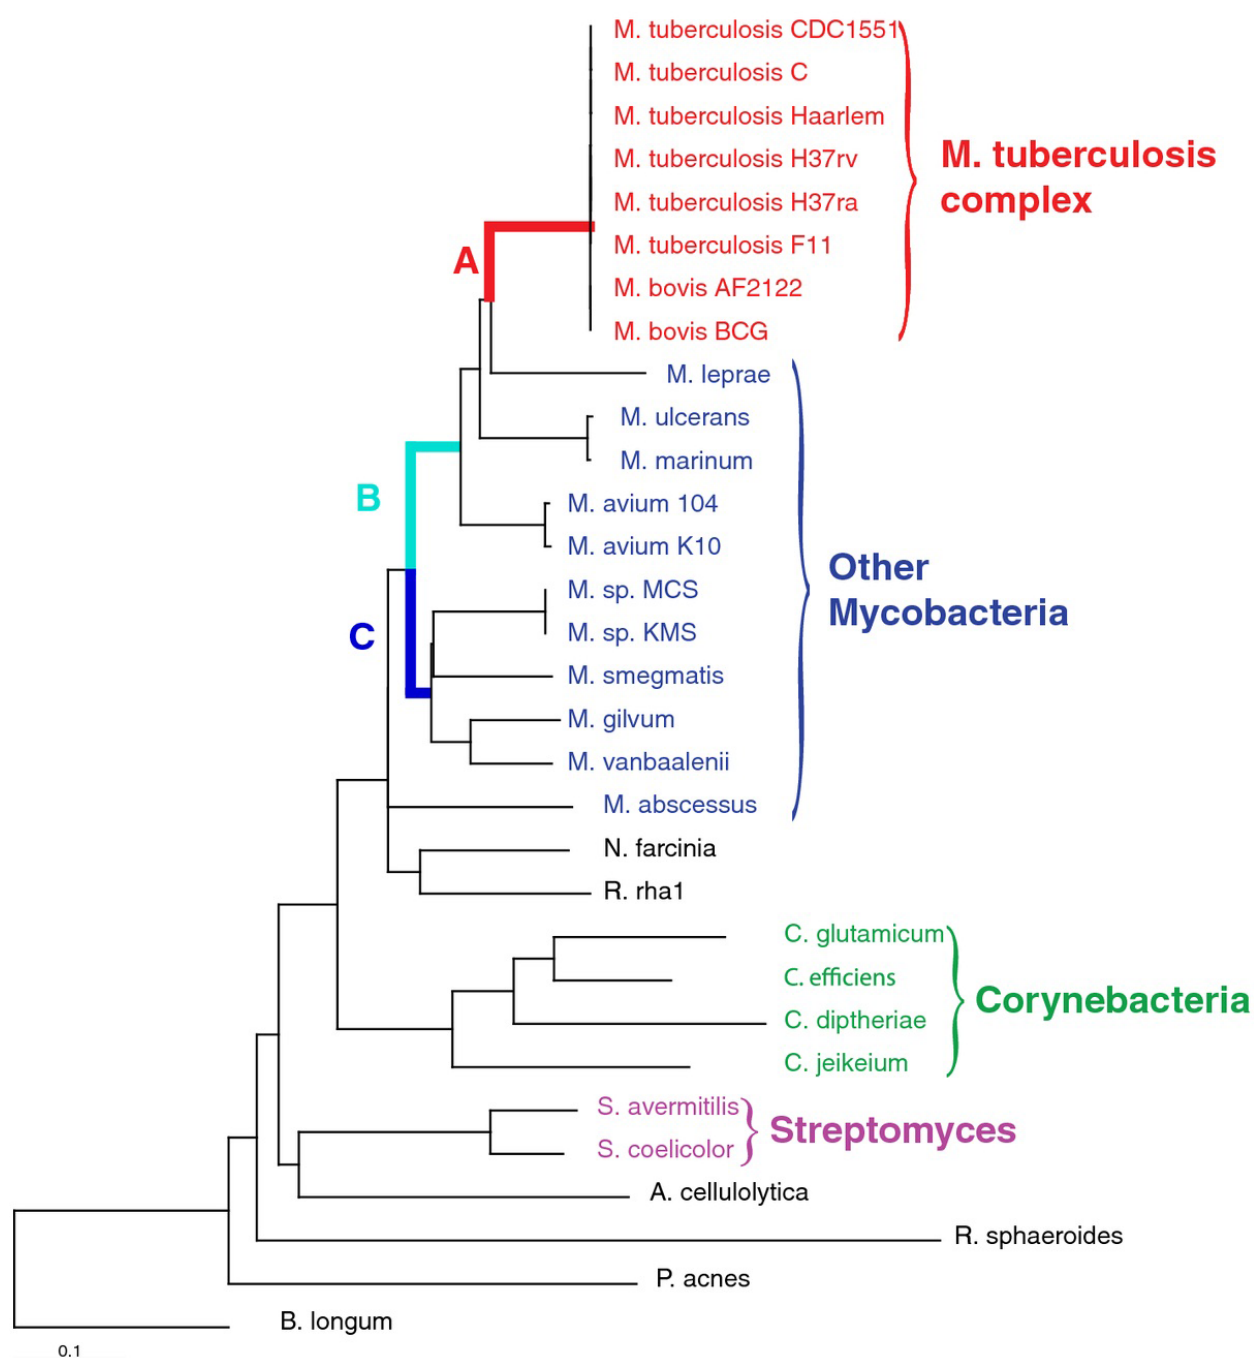 M. tuberculosis CDC1551
M. tuberculosis C
M. tuberculosis Haarlem
M. tuberculosis H37rv
M. tuberculosis H37ra
M. tuberculosis F11
M. bovis AF2122
M. bovis BCG
M. tuberculosis
complex
A
M. leprae
M. ulcerans
M. marinum
B
M. avium 104
M. avium K10
M. sp. MCS
M. sp. KMS
C
M. smegmatis
M. gilvum
M. vanbaalenii
M. abscessus
Other
Mycobacteria
N. farcinia
R. rha1
C. glutamicum
C. efficiens
C. diptheriae
C. jeikeium
Corynebacteria
S. avermitilis
S. coelicolor
Streptomyces
A. cellulolytica
R. sphaeroides
P. acnes
B. longum
0.1